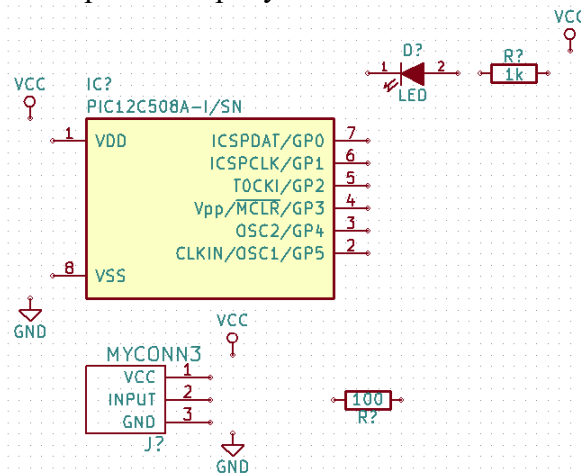 VCC
D?
R?
1 2
1k
LED
VCC
IC?
PIC12C508A-I/SN
1 VDD
ICSPDAT/GP0 7
ICSPCLK/GP1 6
T0CKI/GP2 5
Vpp/MCLR/GP3 4
OSC2/GP4 3
CLKIN/OSC1/GP5 2
8 VSS
GND
VCC
MYCONN3
VCC 1
INPUT 2
GND 3
J?
100
R?
GND